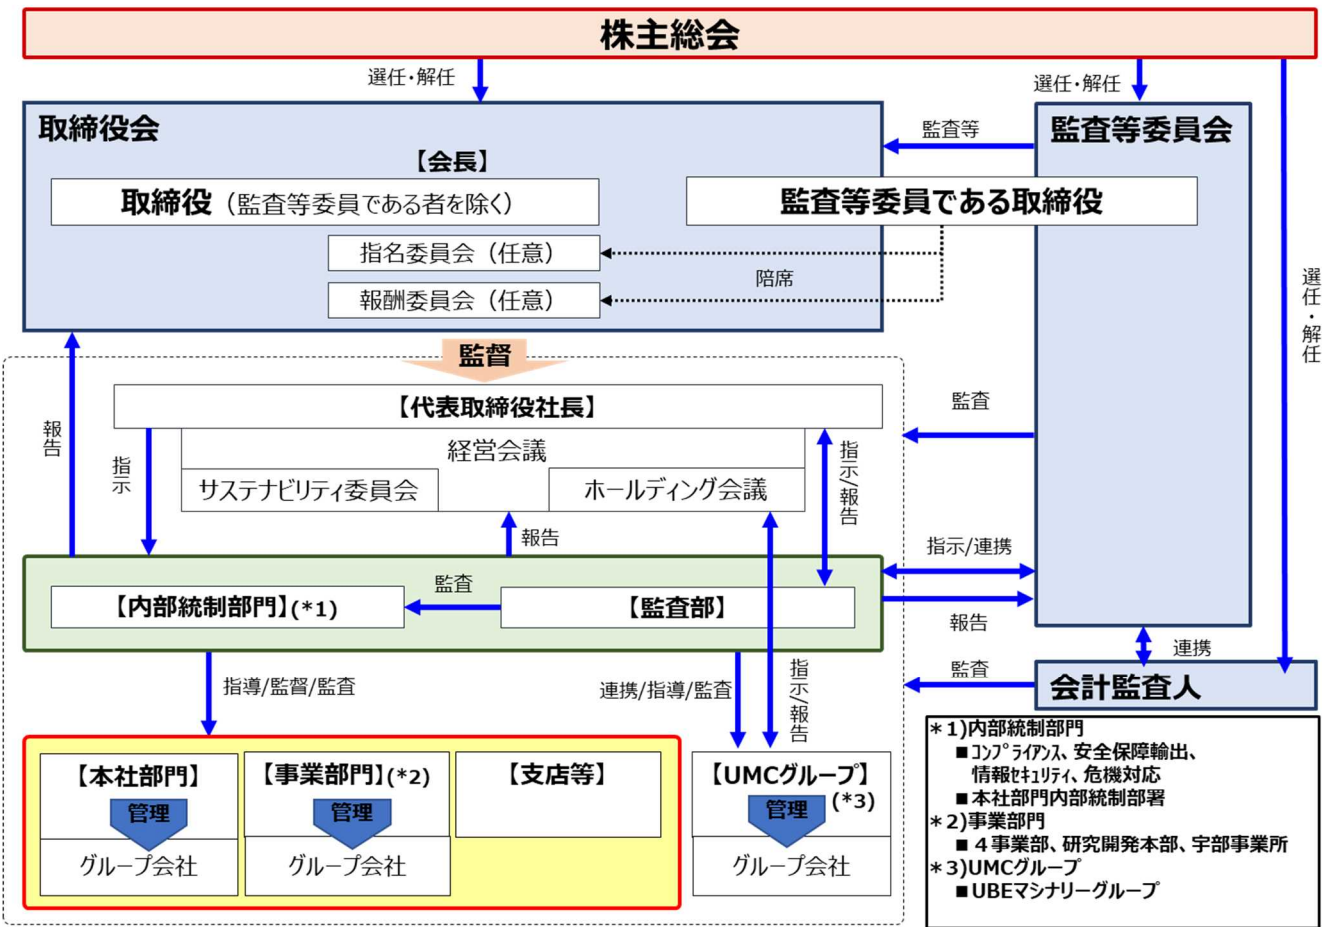 株主総会
選任・解任
選任・解任
選任・解任
取締役会
【会長】
取締役（監査等委員である者を除く）
指名委員会（任意）
報酬委員会（任意）
監査等
監査等委員会
監査等委員である取締役
陪席
監督
報告
【代表取締役社長】
経営会議
サステナビリティ委員会
ホールディング会議
指示
指示/報告
報告
監査
指示/連携
報告
【内部統制部門】(*1)
監査
【監査部】
連携
会計監査人
監査
指導/監督/監査
連携/指導/監査
指示/報告
【本社部門】
管理
グループ会社
【事業部門】(*2)
管理
グループ会社
【支店等】
【UMCグループ】
(*3)
管理
グループ会社
＊1)内部統制部門
■ｺﾝﾌﾟﾗｲｱﾝｽ、安全保障輸出、
情報ｾｷｭﾘﾃｨ、危機対応
■本社部門内部統制部署
＊2)事業部門
■４事業部、研究開発本部、宇部事業所
＊3)UMCグループ
■UBEマシナリーグループ